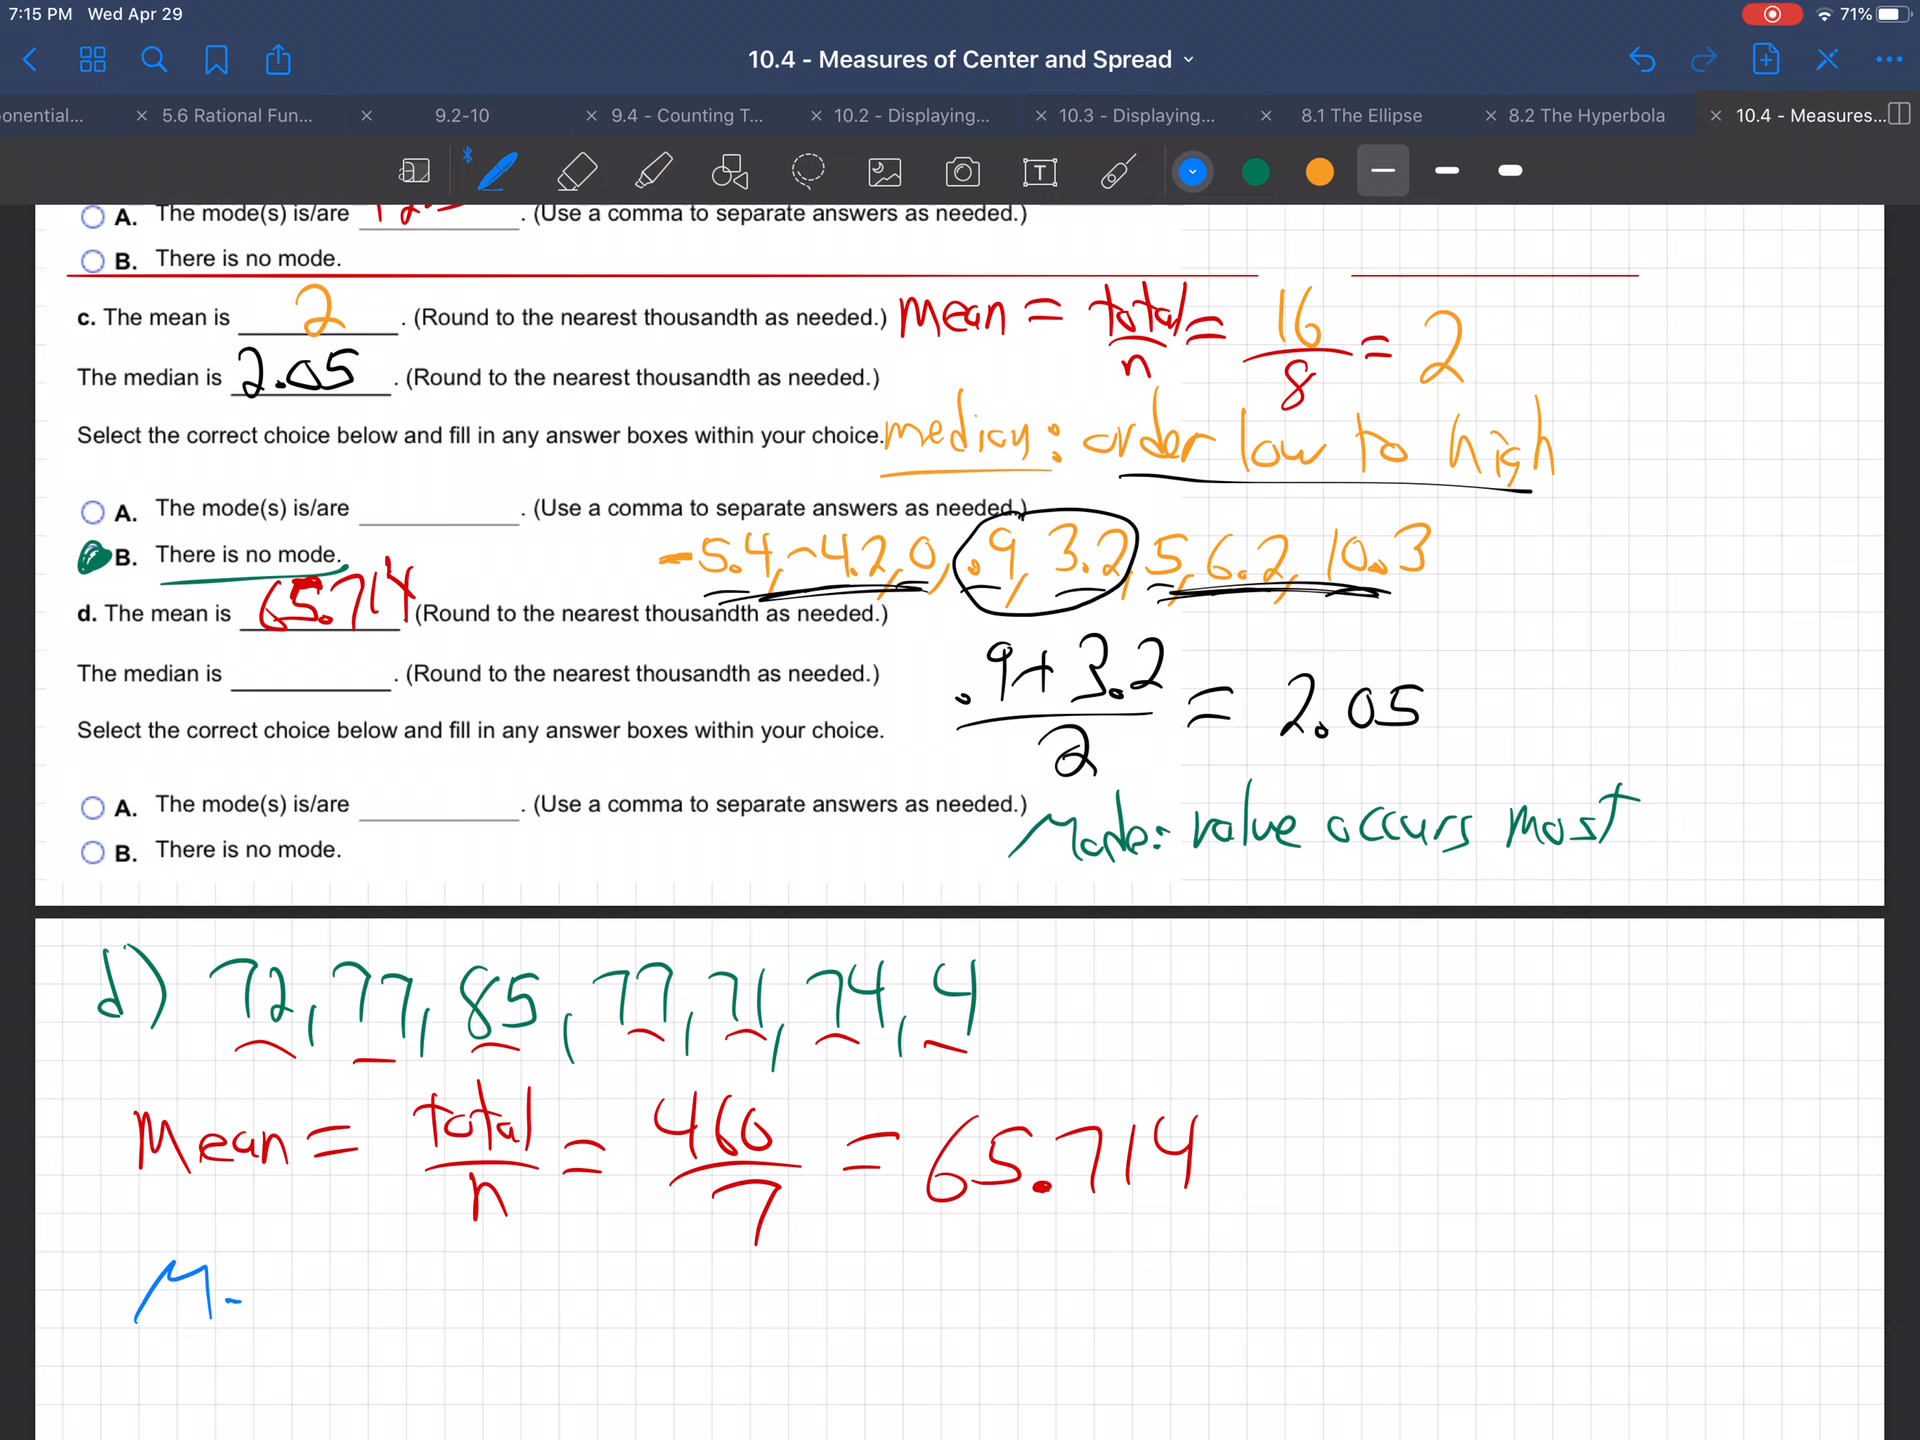 7:15 PM Wed Apr 29
71%
10.4 - Measures of Center and Spread
onential... × 5.6 Rational Fun... × 9.2-10 × 9.4 - Counting T... × 10.2 - Displaying... × 10.3 - Displaying... × 8.1 The Ellipse × 8.2 The Hyperbola × 10.4 - Measures...
A. The mode(s) is/are . (Use a comma to separate answers as needed.)
B. There is no mode.
c. The mean is 2 . (Round to the nearest thousandth as needed.) mean = total/n = 16/8 = 2
The median is 2.05 . (Round to the nearest thousandth as needed.)
Select the correct choice below and fill in any answer boxes within your choice. median: order low to high
A. The mode(s) is/are . (Use a comma to separate answers as needed.)
-5.4, -4.2, 0, .9, 3.2, 5, 6.2, 10.3
B. There is no mode.
d. The mean is 65.714 (Round to the nearest thousandth as needed.)
The median is . (Round to the nearest thousandth as needed.)
.9+3.2/2 = 2.05
Select the correct choice below and fill in any answer boxes within your choice.
A. The mode(s) is/are . (Use a comma to separate answers as needed.)
Mode: value occurs most
B. There is no mode.
d) 72, 77, 85, 77, 71, 74, 4
Mean = total/n = 460/7 = 65.714
M